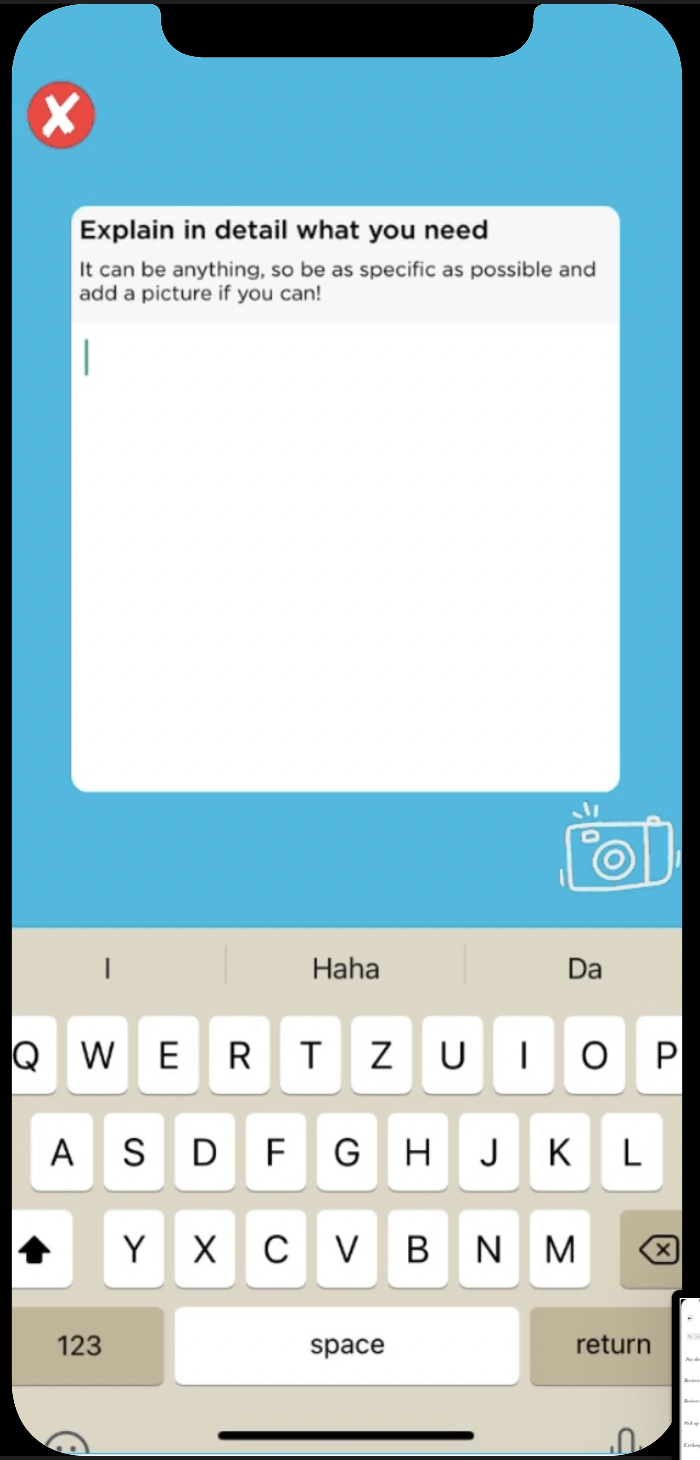 Explain in detail what you need
It can be anything, so be as specific as possible and
add a picture if you can!
I Haha Da
Q W E R T Z U I O P
A S D F G H J K L
Y X C V B N M
123 space return